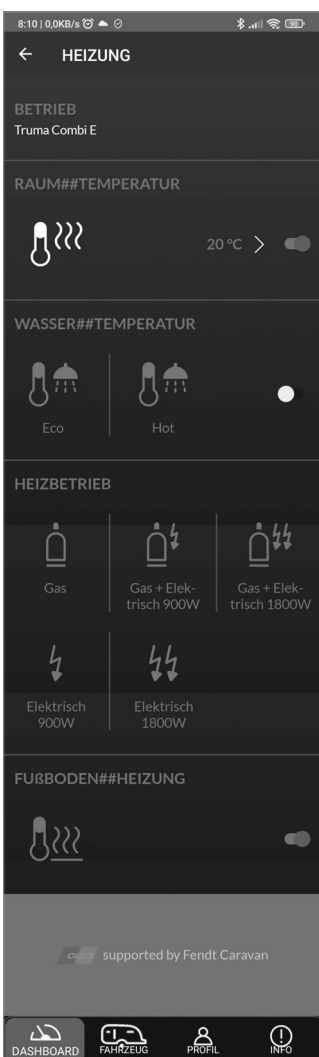 8:10 | 0,0KB/s
90
HEIZUNG
BETRIEB
Truma Combi E
RAUM##TEMPERATUR
20 °C
WASSER##TEMPERATUR
Eco
Hot
HEIZBETRIEB
Gas
Gas + Elek-
trisch 900W
Gas + Elek-
trisch 1800W
Elektrisch
900W
Elektrisch
1800W
FUßBODEN##HEIZUNG
supported by Fendt Caravan
DASHBOARD
FAHRZEUG
PROFIL
INFO